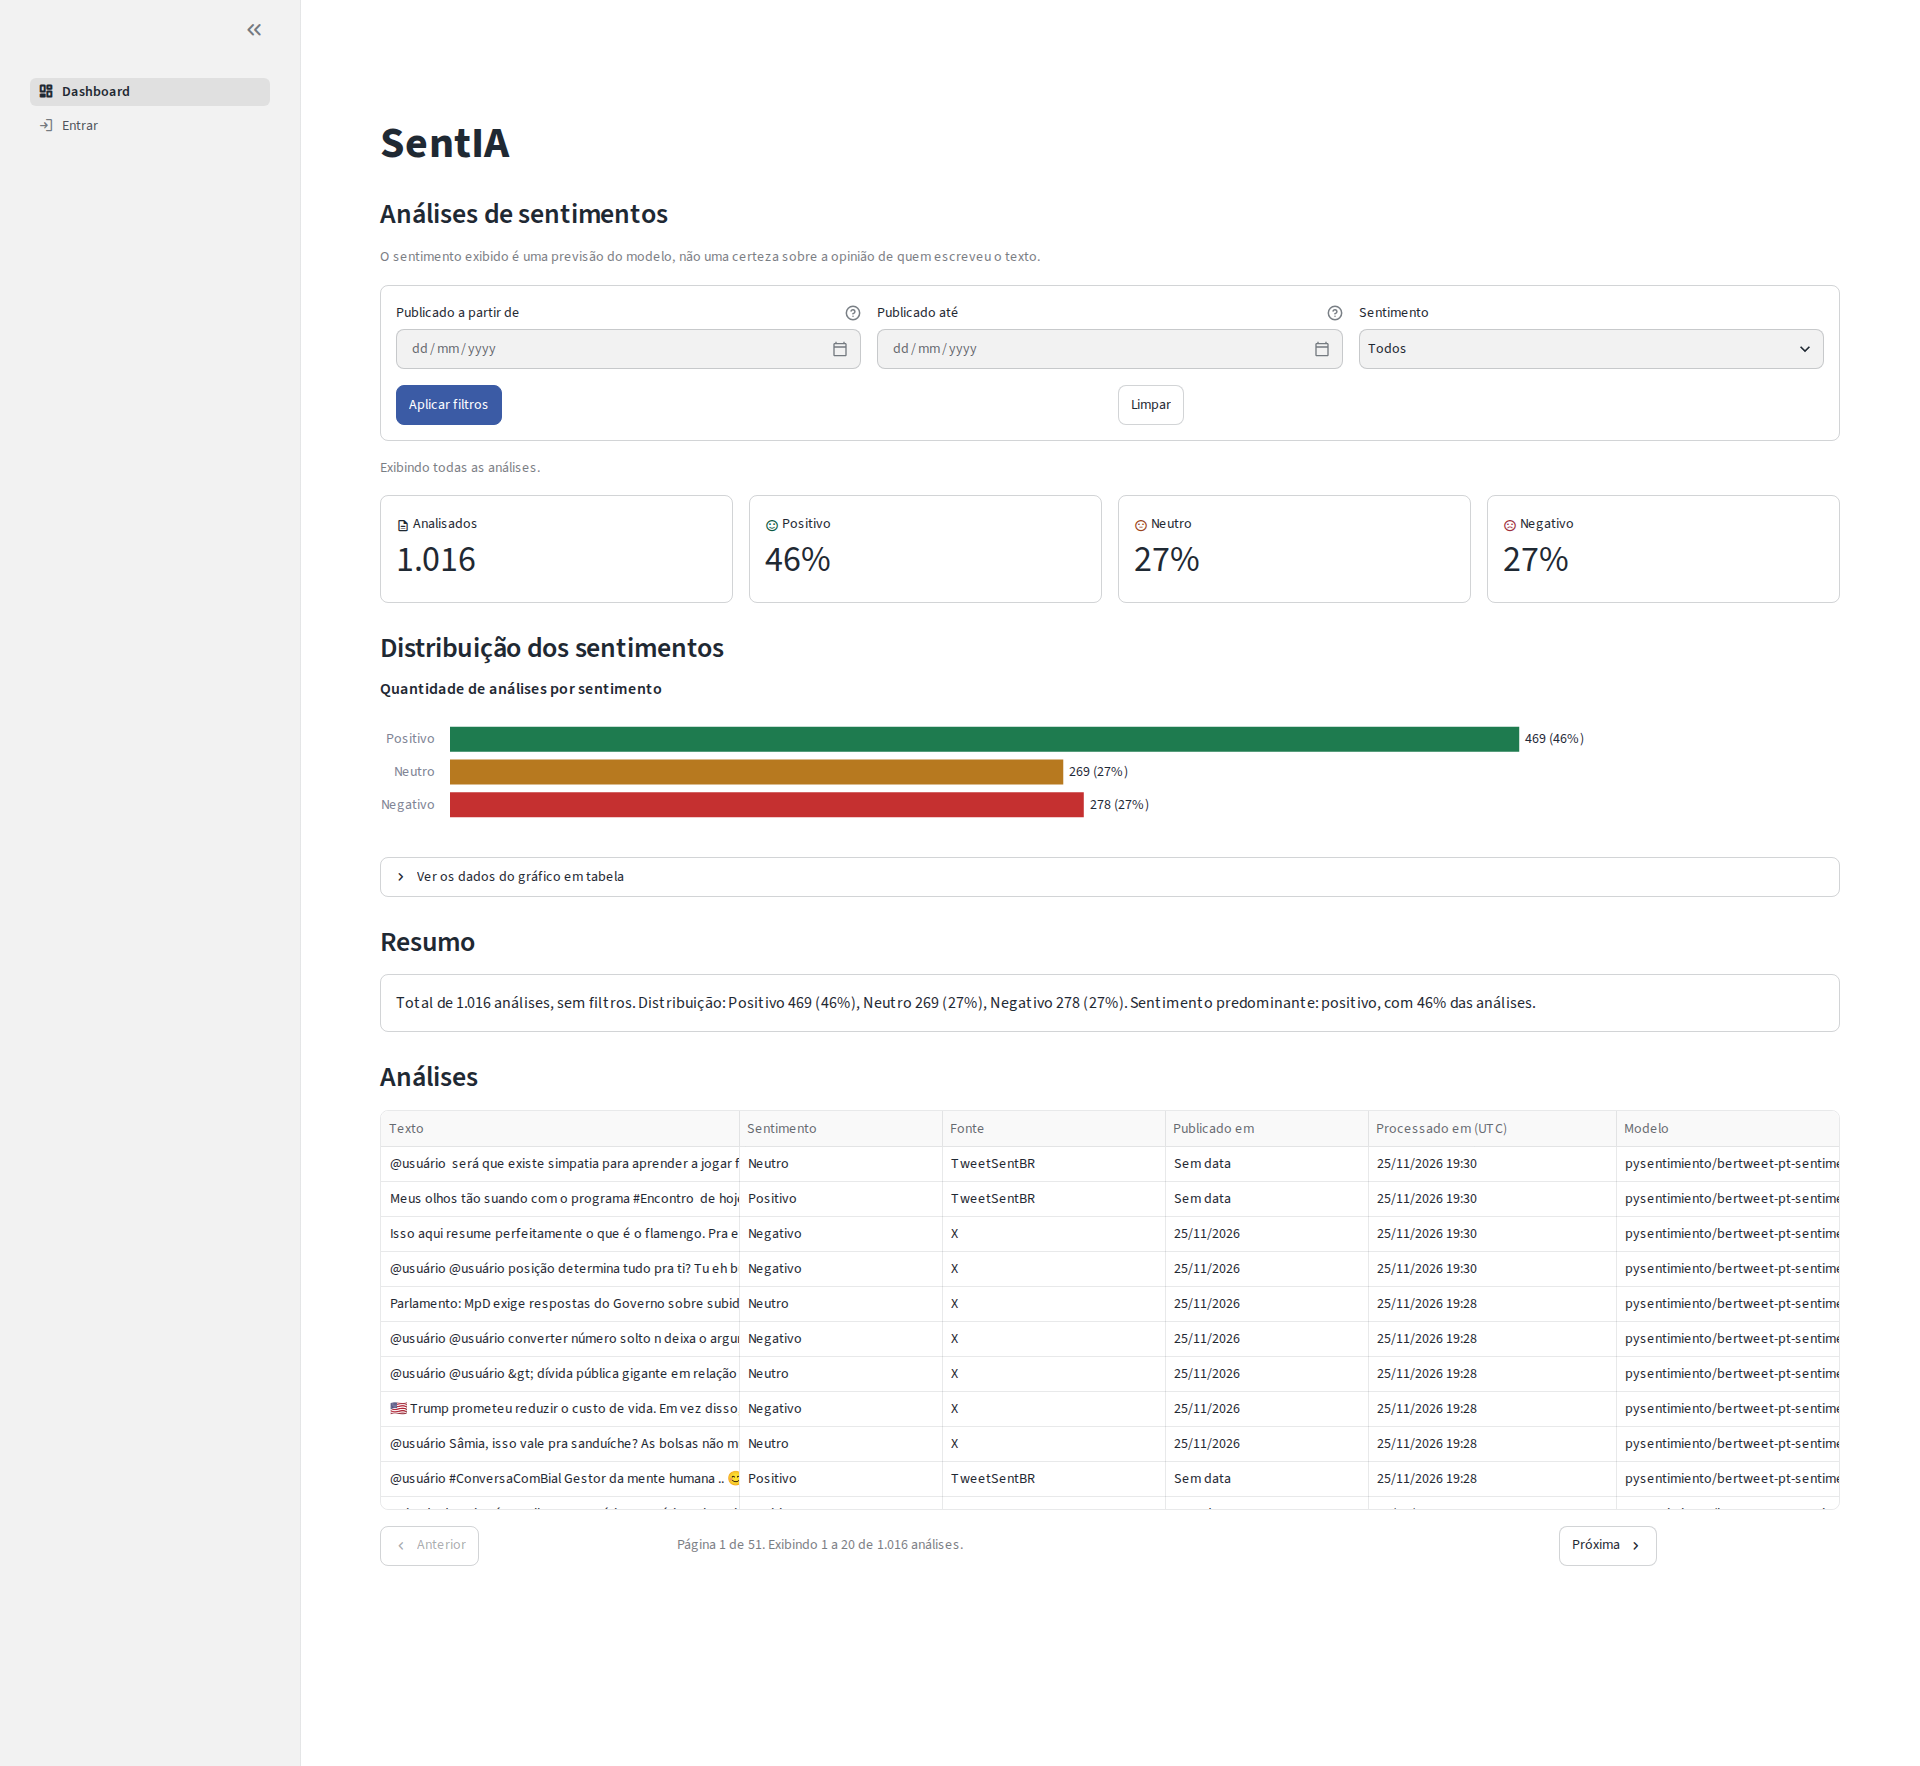 Dashboard
Entrar
SentIA
Análises de sentimentos
O sentimento exibido é uma previsão do modelo, não uma certeza sobre a opinião de quem escreveu o texto.
Publicado a partir de Publicado até Sentimento
dd/mm/yyyy dd/mm/yyyy Todos
Aplicar filtros Limpar
Exibindo todas as análises.
Analisados Positivo Neutro Negativo
1.016 46% 27% 27%
Distribuição dos sentimentos
Quantidade de análises por sentimento
Positivo 469 (46%)
Neutro 269 (27%)
Negativo 278 (27%)
Ver os dados do gráfico em tabela
Resumo
Total de 1.016 análises, sem filtros. Distribuição: Positivo 469 (46%), Neutro 269 (27%), Negativo 278 (27%). Sentimento predominante: positivo, com 46% das análises.
Análises
Texto Sentimento Fonte Publicado em Processado em (UTC) Modelo
@usuário será que existe simpatia para aprender a jogar f Neutro TweetSentBR Sem data 25/11/2026 19:30 pysentimiento/bertweet-pt-sentime
Meus olhos tão suando com o programa #Encontro de hoje Positivo TweetSentBR Sem data 25/11/2026 19:30 pysentimiento/bertweet-pt-sentime
Isso aqui resume perfeitamente o que é o flamengo. Pra e Negativo X 25/11/2026 25/11/2026 19:30 pysentimiento/bertweet-pt-sentime
@usuário @usuário posição determina tudo pra ti? Tu eh b Negativo X 25/11/2026 25/11/2026 19:30 pysentimiento/bertweet-pt-sentime
Parlamento: MpD exige respostas do Governo sobre subid Neutro X 25/11/2026 25/11/2026 19:28 pysentimiento/bertweet-pt-sentime
@usuário @usuário converter número solto n deixa o argu Negativo X 25/11/2026 25/11/2026 19:28 pysentimiento/bertweet-pt-sentime
@usuário @usuário &gt; dívida pública gigante em relação Neutro X 25/11/2026 25/11/2026 19:28 pysentimiento/bertweet-pt-sentime
🇺🇸 Trump prometeu reduzir o custo de vida. Em vez disso, Negativo X 25/11/2026 25/11/2026 19:28 pysentimiento/bertweet-pt-sentime
@usuário Sâmia, isso vale pra sanduíche? As bolsas não m Neutro X 25/11/2026 25/11/2026 19:28 pysentimiento/bertweet-pt-sentime
@usuário #ConversaComBial Gestor da mente humana .. 😊 Positivo TweetSentBR Sem data 25/11/2026 19:28 pysentimiento/bertweet-pt-sentime
Anterior Página 1 de 51. Exibindo 1 a 20 de 1.016 análises. Próxima